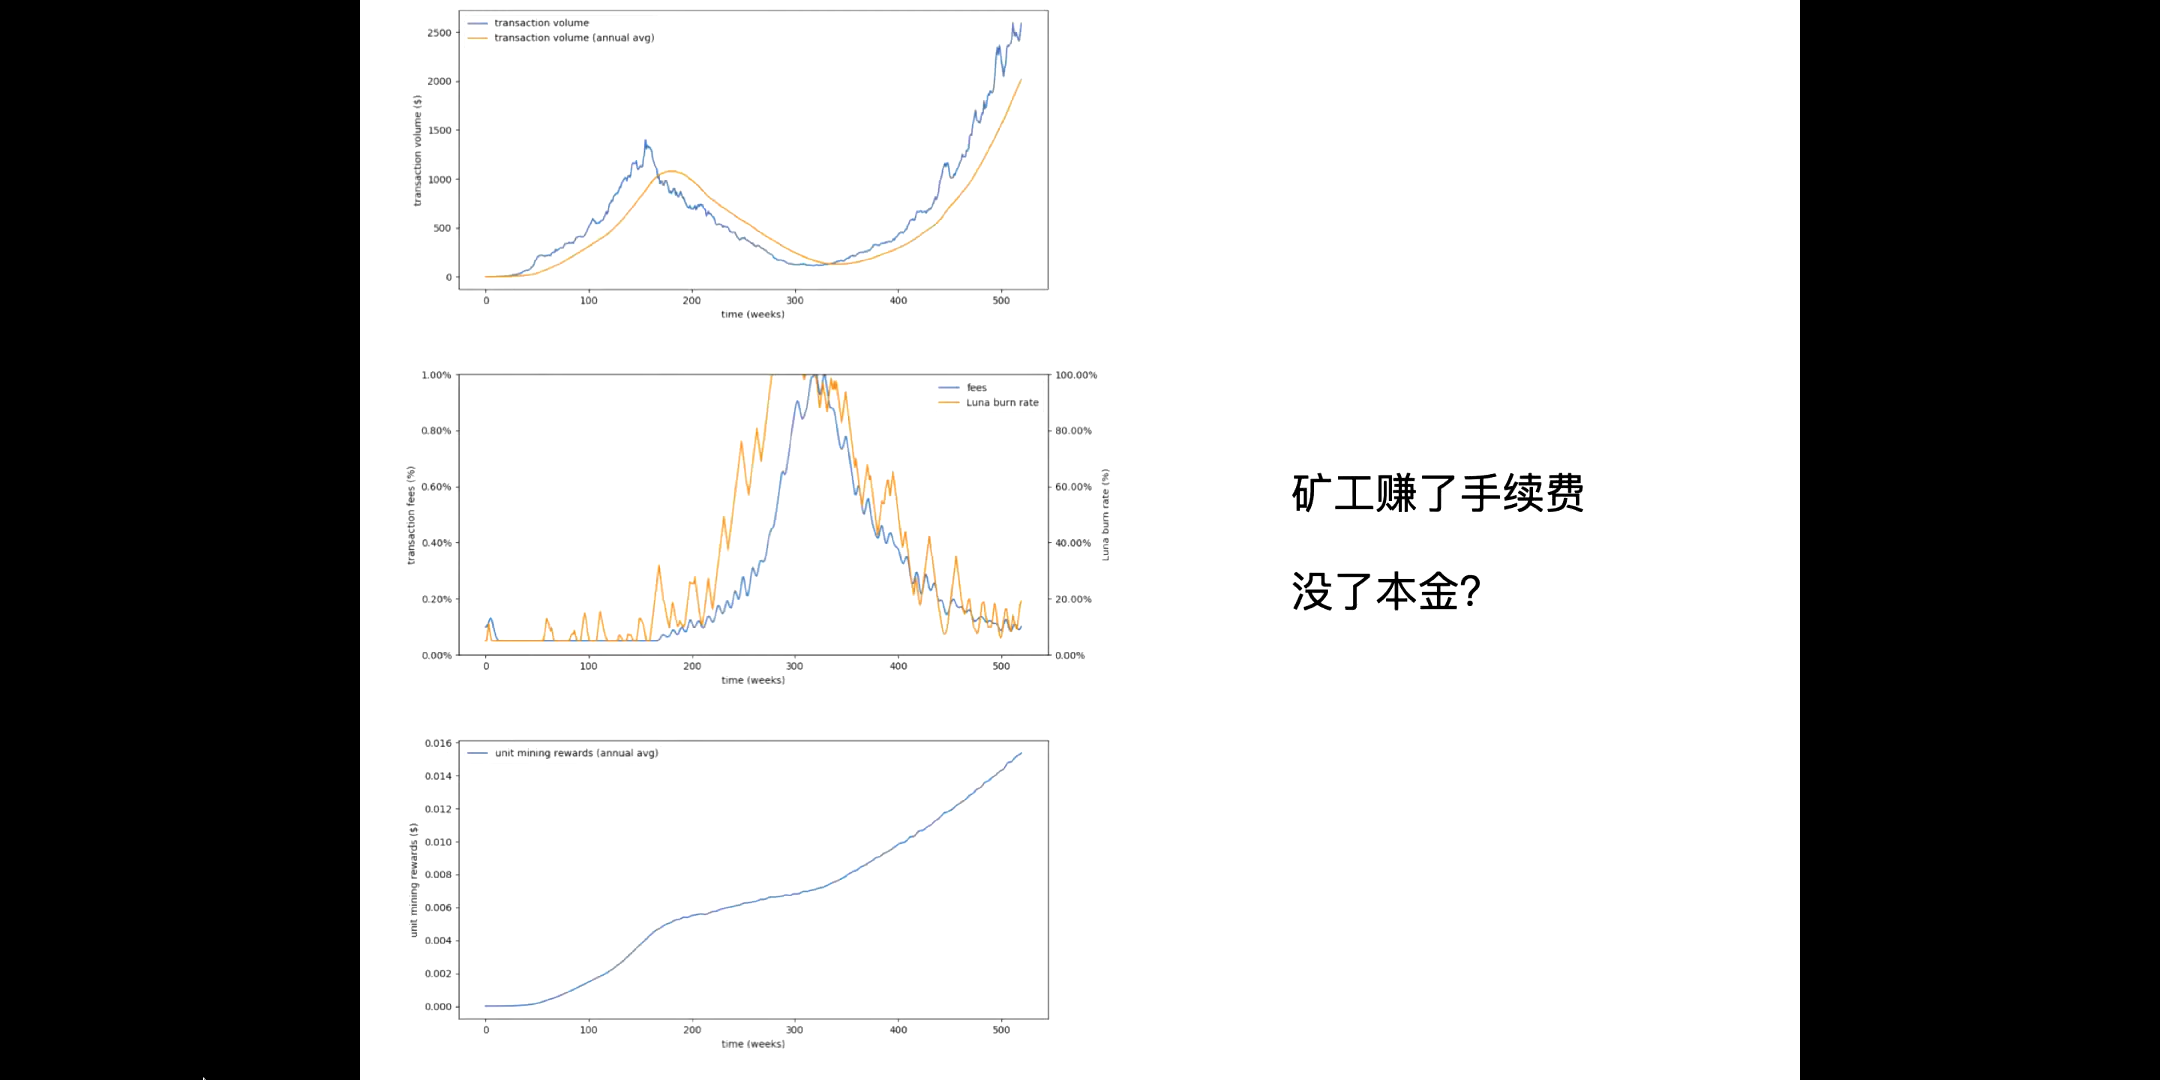 transaction volume
transaction volume (annual avg)
2500
2000
1500
1000
500
0
transaction volume ($)
0 100 200 300 400 500
time (weeks)
1.00%
0.80%
0.60%
0.40%
0.20%
0.00%
transaction fees (%)
fees
Luna burn rate
100.00%
80.00%
60.00%
40.00%
20.00%
0.00%
Luna burn rate (%)
0 100 200 300 400 500
time (weeks)
矿工赚了手续费
没了本金?
unit mining rewards (annual avg)
0.016
0.014
0.012
0.010
0.008
0.006
0.004
0.002
0.000
unit mining rewards ($)
0 100 200 300 400 500
time (weeks)